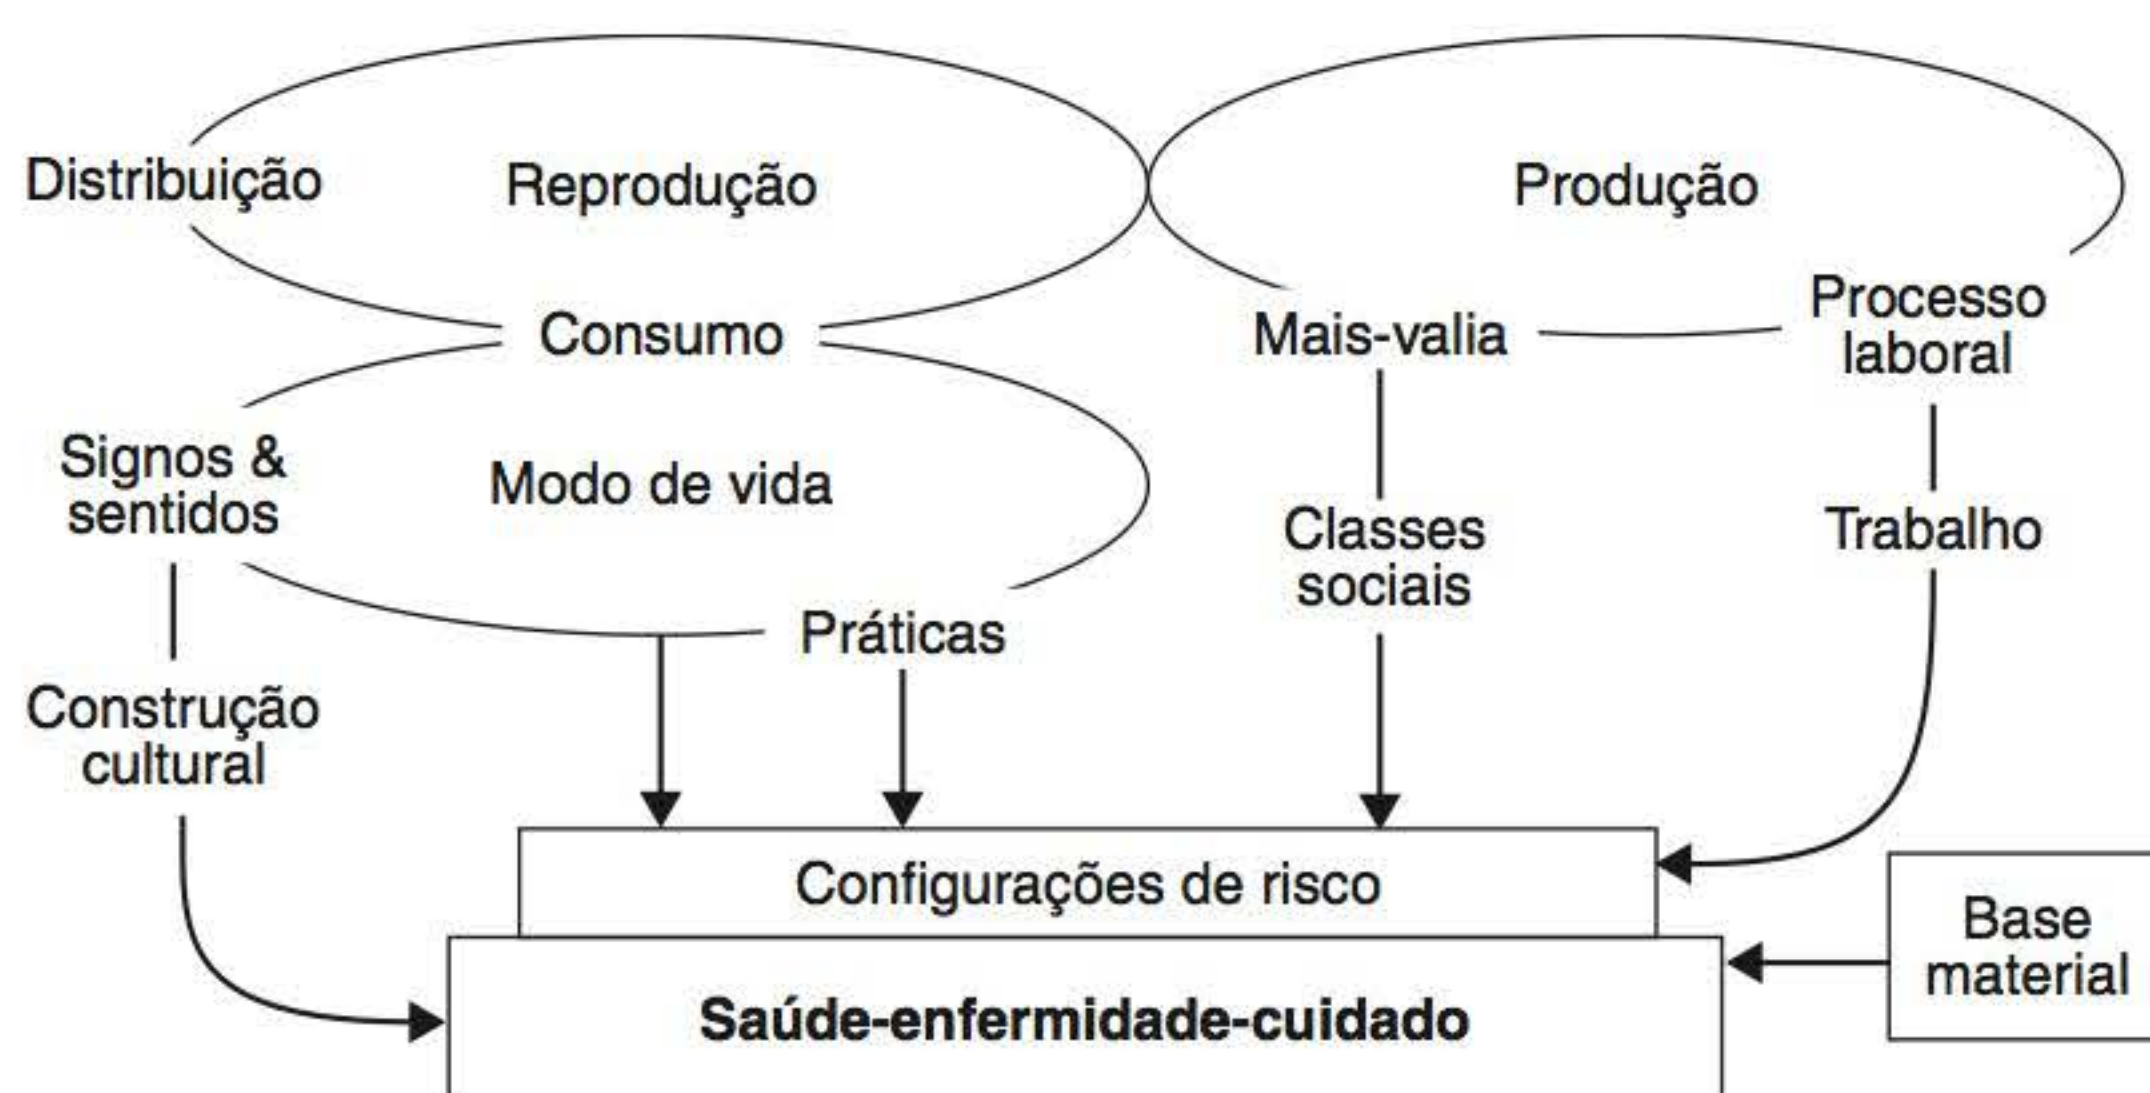 Distribuição
Reprodução
Produção
Consumo
Mais-valia
Processo
laboral
Signos &
sentidos
Modo de vida
Classes
sociais
Trabalho
Práticas
Construção
cultural
Configurações de risco
Base
material
Saúde-enfermidade-cuidado